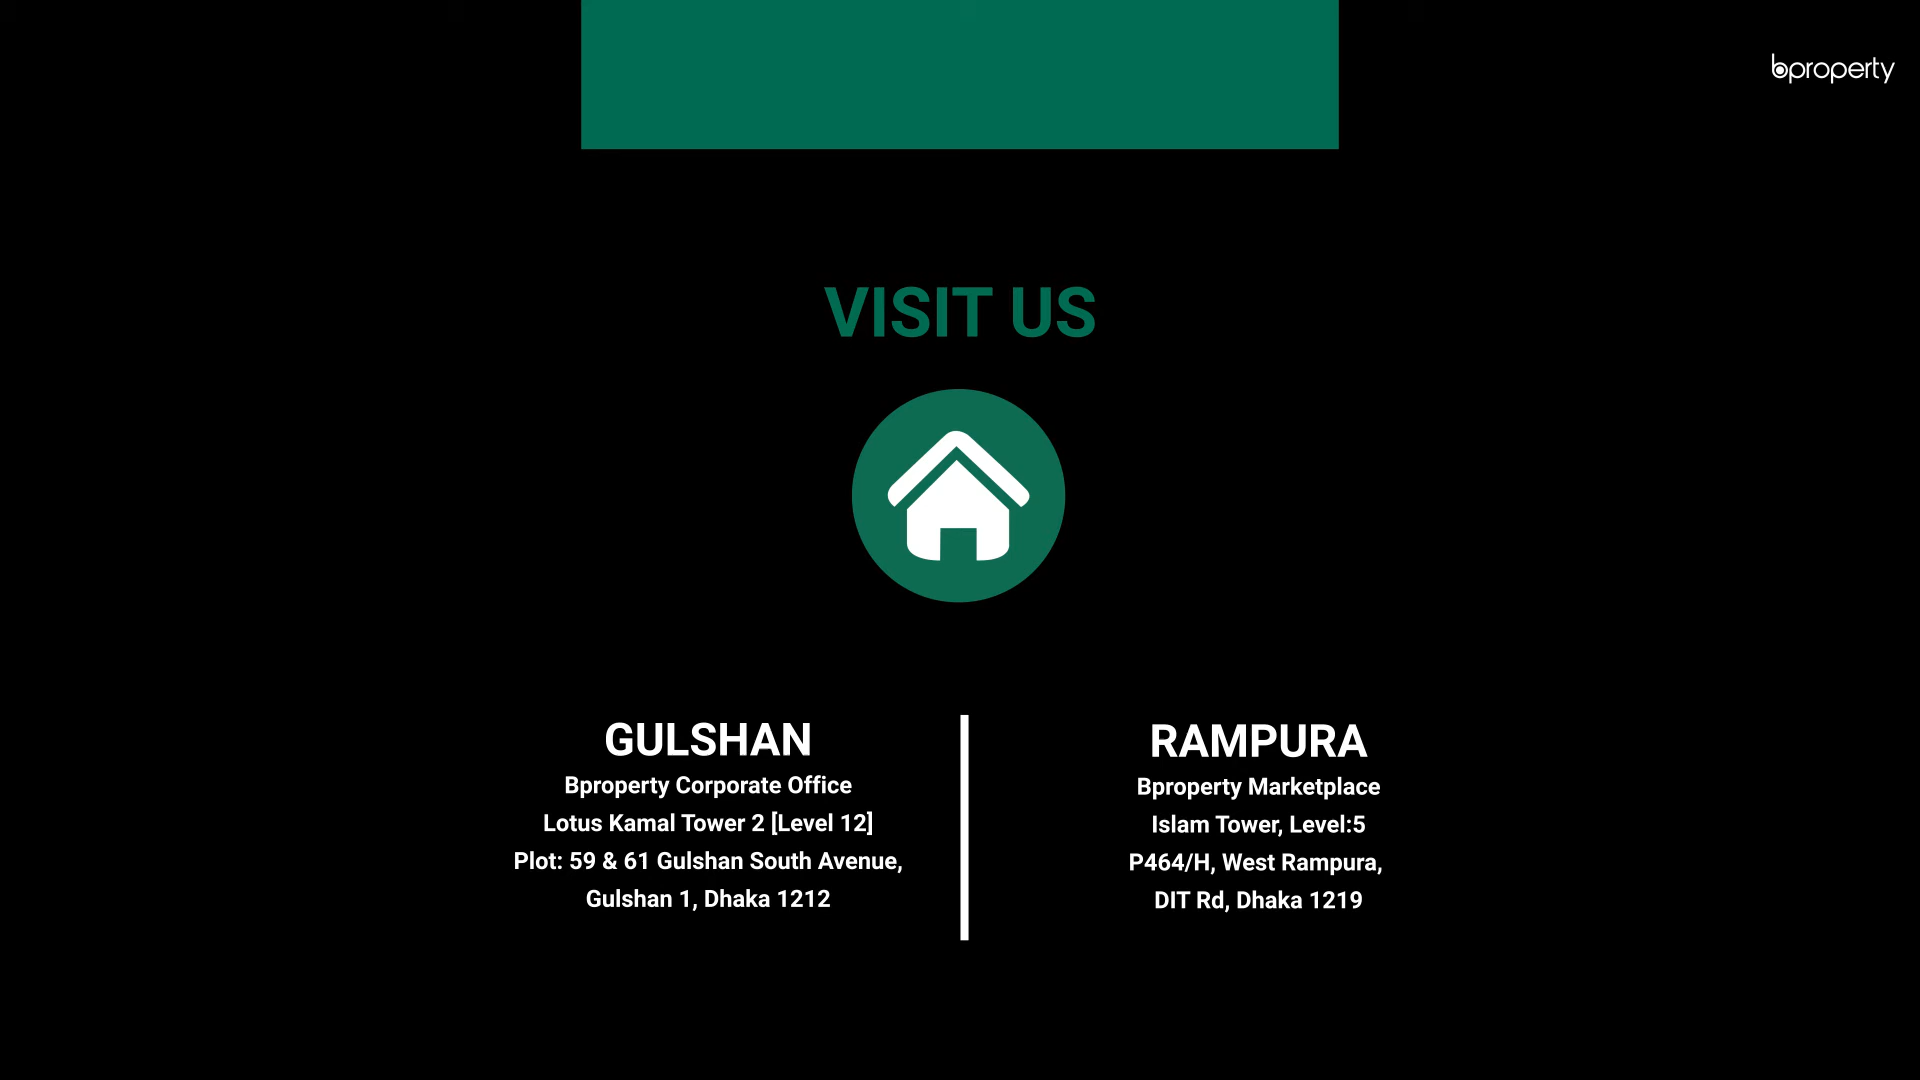 bproperty
VISIT US
GULSHAN
Bproperty Corporate Office
Lotus Kamal Tower 2 [Level 12]
Plot: 59 & 61 Gulshan South Avenue,
Gulshan 1, Dhaka 1212
RAMPURA
Bproperty Marketplace
Islam Tower, Level:5
P464/H, West Rampura,
DIT Rd, Dhaka 1219